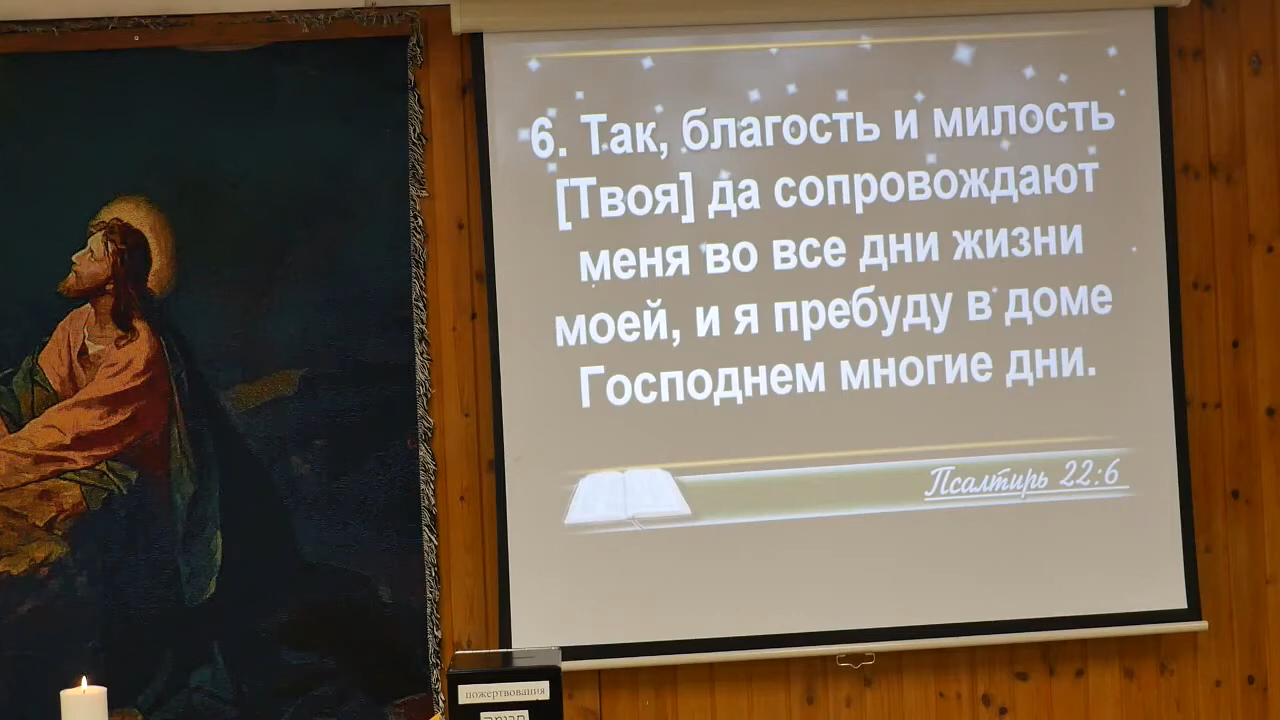 6. Так, благость и милость
[Твоя] да сопровождают
меня во все дни жизни
моей, и я пребуду в доме
Господнем многие дни.
Псалтирь 22:6
пожертвования
תרומה